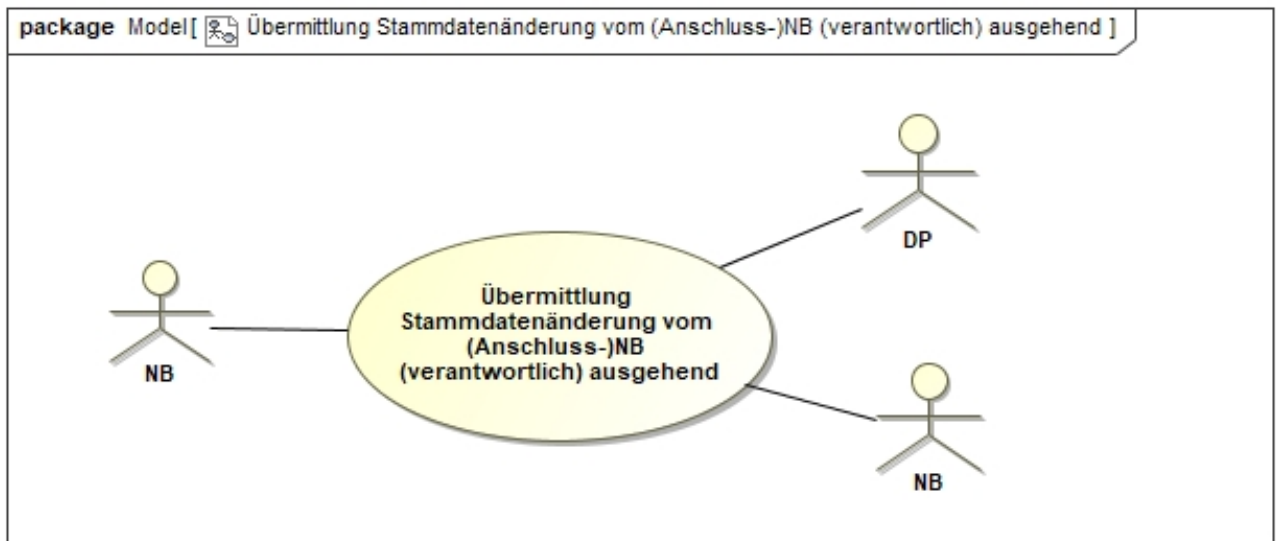 package Model [ Übermittlung Stammdatenänderung vom (Anschluss-)NB (verantwortlich) ausgehend ]
DP
Übermittlung
Stammdatenänderung vom
(Anschluss-)NB
(verantwortlich) ausgehend
NB
NB